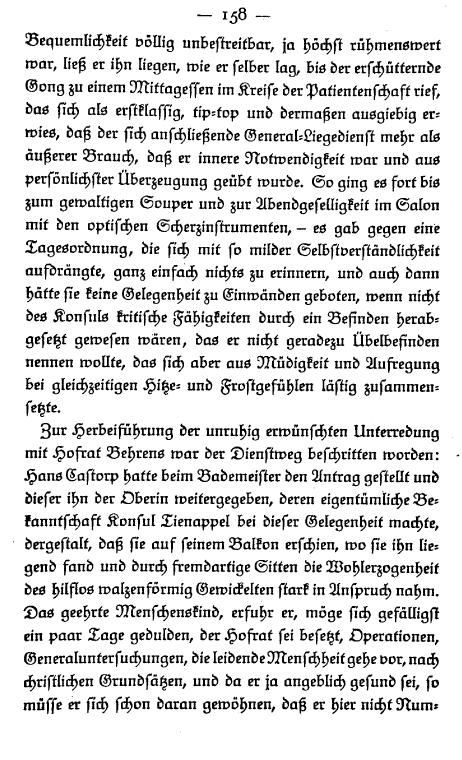 — 158 —
Bequemlichkeit völlig unbestreitbar, ja höchst rühmenswert
war, ließ er ihn liegen, wie er selber lag, bis der erschütternde
Gong zu einem Mittagessen im Kreise der Patientenschaft rief,
das sich als erstklassig, tip-top und dermaßen ausgiebig er-
wies, daß der sich anschließende General-Liegedienst mehr als
äußerer Brauch, daß er innere Notwendigkeit war und aus
persönlichster Überzeugung geübt wurde. So ging es fort bis
zum gewaltigen Souper und zur Abendgeselligkeit im Salon
mit den optischen Scherzinstrumenten, – es gab gegen eine
Tagesordnung, die sich mit so milder Selbstverständlichkeit
aufdrängte, ganz einfach nichts zu erinnern, und auch dann
hätte sie keine Gelegenheit zu Einwänden geboten, wenn nicht
des Konsuls kritische Fähigkeiten durch ein Befinden herab-
gesetzt gewesen wären, das er nicht geradezu Übelbefinden
nennen wollte, das sich aber aus Müdigkeit und Aufregung
bei gleichzeitigen Hitze- und Frostgefühlen lästig zusammen-
setzte.
Zur Herbeiführung der unruhig erwünschten Unterredung
mit Hofrat Behrens war der Dienstweg beschritten worden:
Hans Castorp hatte beim Bademeister den Antrag gestellt und
dieser ihn der Oberin weitergegeben, deren eigentümliche Be-
kanntschaft Konsul Tienappel bei dieser Gelegenheit machte,
dergestalt, daß sie auf seinem Balkon erschien, wo sie ihn lie-
gend fand und durch fremdartige Sitten die Wohlerzogenheit
des hilflos walzenförmig Gewickelten stark in Anspruch nahm.
Das geehrte Menschenskind, erfuhr er, möge sich gefälligst
ein paar Tage gedulden, der Hofrat sei besetzt, Operationen,
Generaluntersuchungen, die leidende Menschheit gehe vor, nach
christlichen Grundsätzen, und da er ja angeblich gesund sei, so
müsse er sich schon daran gewöhnen, daß er hier nicht Num-